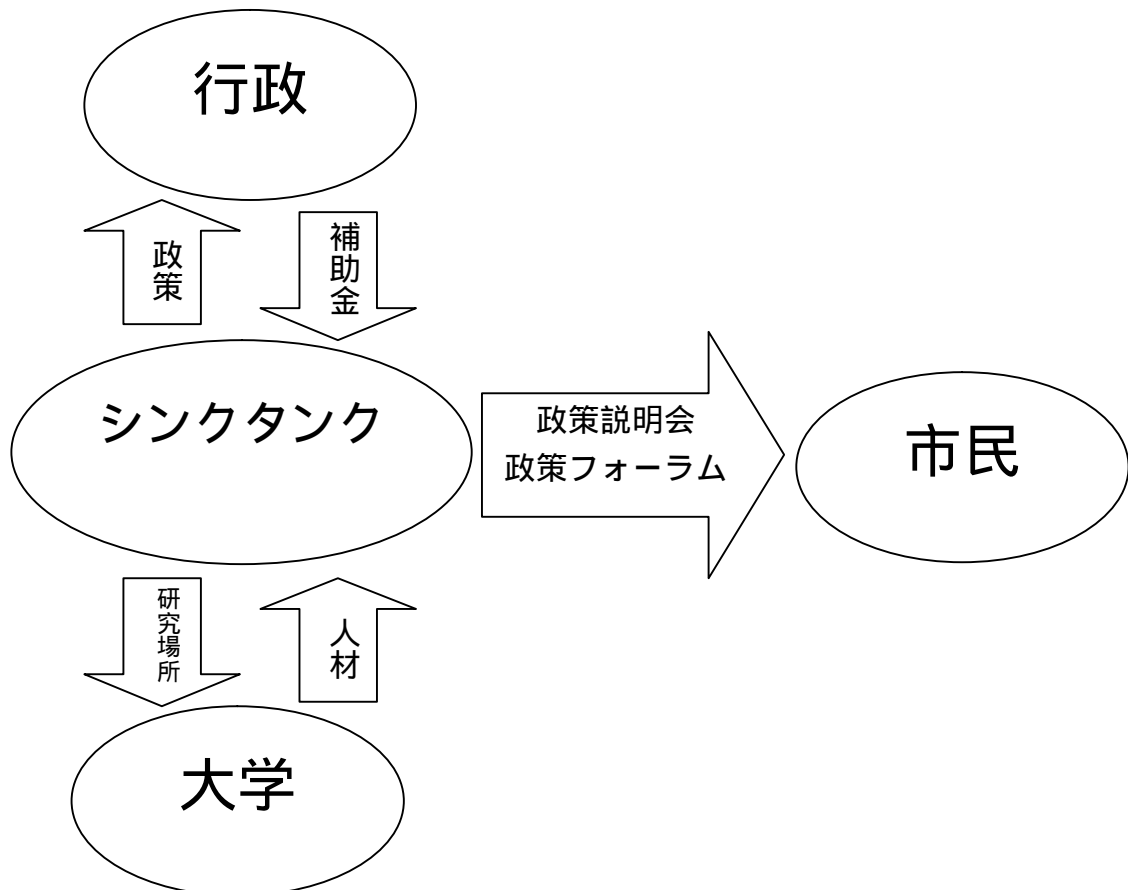 行政
政策
補助金
シンクタンク
政策説明会
政策フォーラム
市民
研究場所
人材
大学